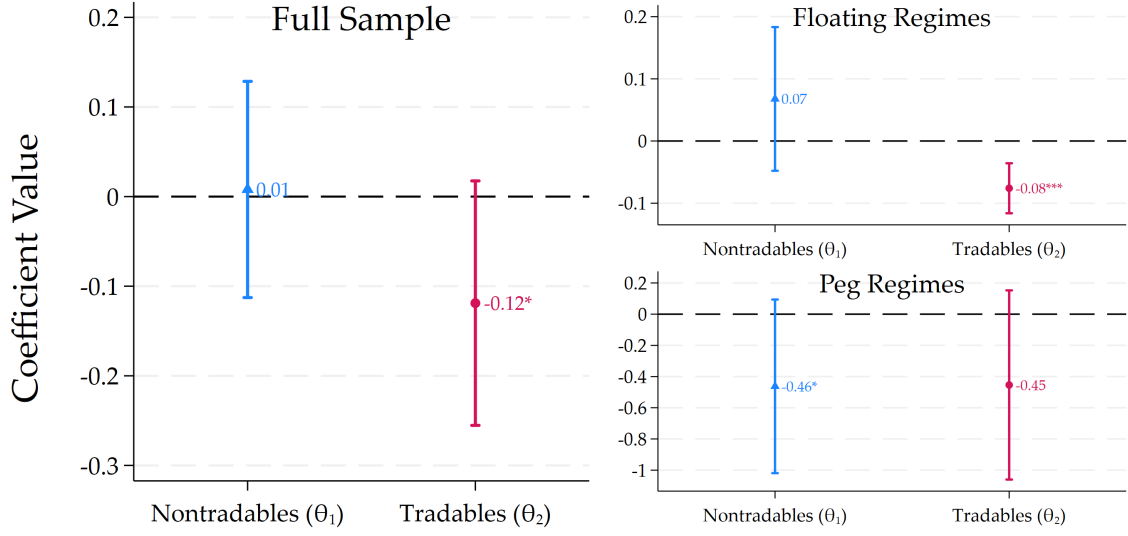 Full Sample
Coefficient Value
0.2
0.1
0
-0.1
-0.2
-0.3
0.01
-0.12*
Nontradables (θ₁)
Tradables (θ₂)
Floating Regimes
0.2
0.1
0
-0.1
0.07
-0.08***
Nontradables (θ₁)
Tradables (θ₂)
Peg Regimes
0.2
0
-0.2
-0.4
-0.6
-0.8
-1
-0.46*
-0.45
Nontradables (θ₁)
Tradables (θ₂)